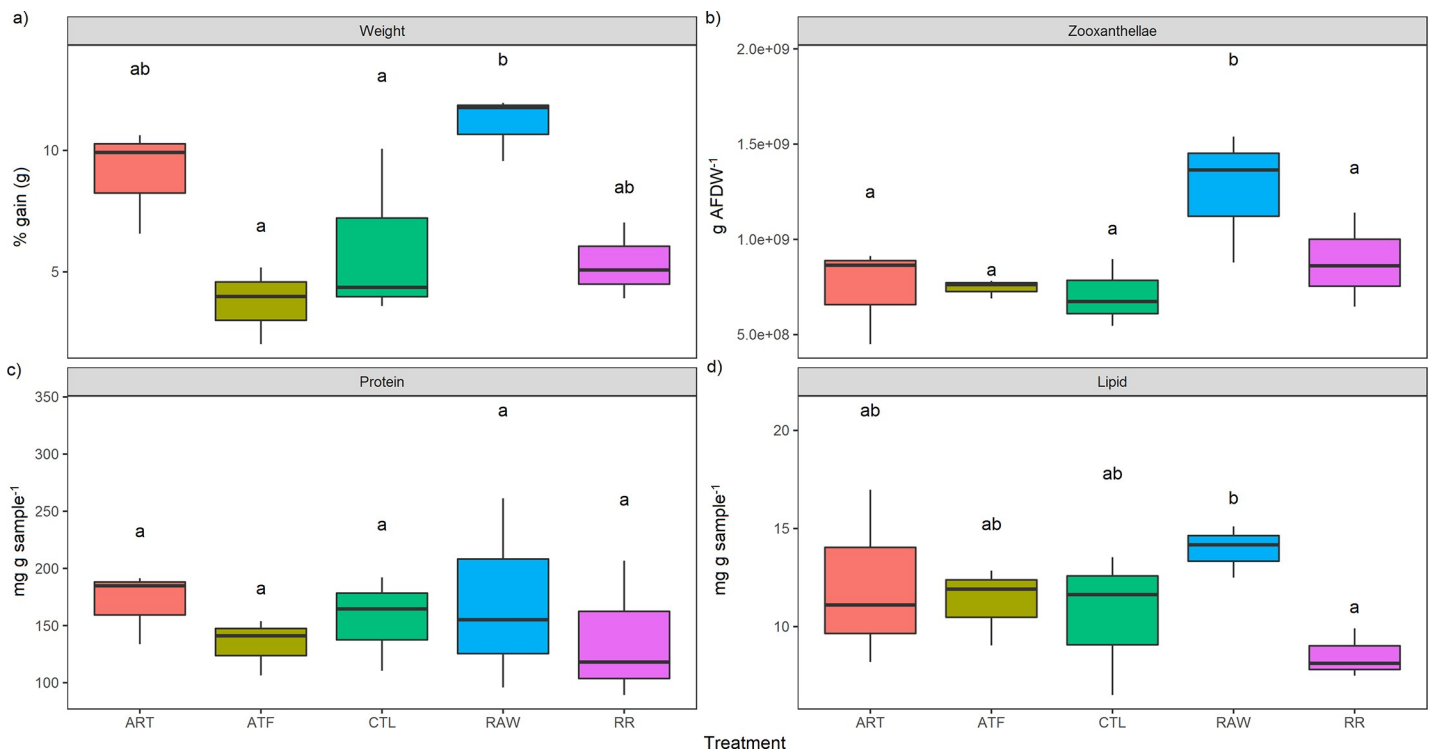 a)
Weight
ab
a
a
b
ab
10
5
% gain (g)
b)
Zooxanthellae
a
a
a
b
a
2.0e+09
1.5e+09
1.0e+09
5.0e+08
g AFDW⁻¹
c)
Protein
a
a
a
a
a
350
300
250
200
150
100
mg g sample⁻¹
ART ATF CTL RAW RR
d)
Lipid
ab
ab
ab
b
a
20
15
10
mg g sample⁻¹
ART ATF CTL RAW RR
Treatment